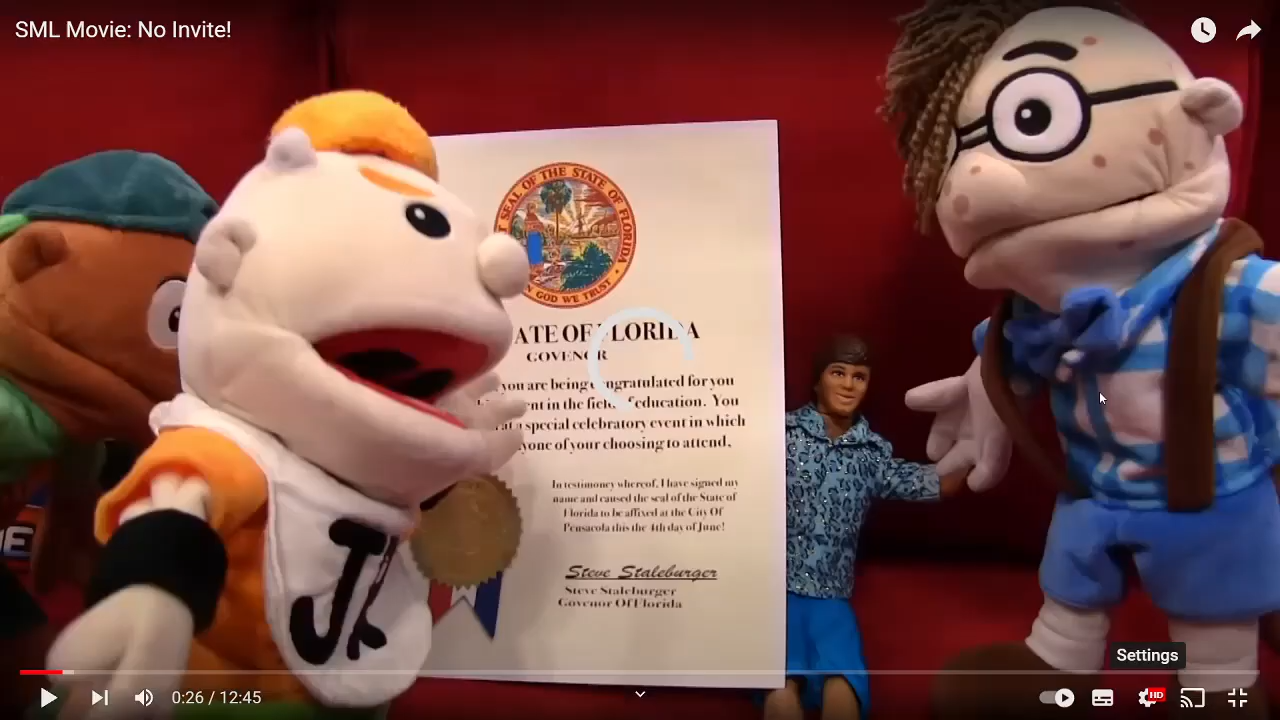 SML Movie: No Invite!
SEAL OF THE STATE OF FLORIDA
GOD WE TRUST
STATE OF FLORIDA
GOVENOR
you are being congratulated for you
in the field of education. You
at a special celebratory event in which
anyone of your choosing to attend,
In testimony whereof, I have signed my
name and caused the seal of the State of
Florida to be affixed at the City Of
Pensacola this the 4th day of June!
Steve Staleburger
Steve Staleburger
Govenor Of Florida
JR
Settings
0:26 / 12:45
HD